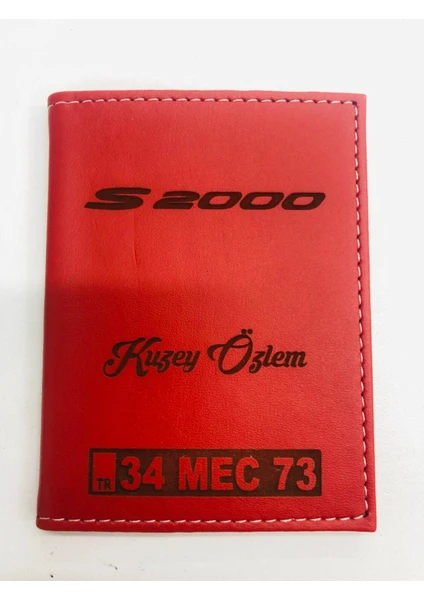 S2000
Kuzey Özlem
TR 34 MEC 73